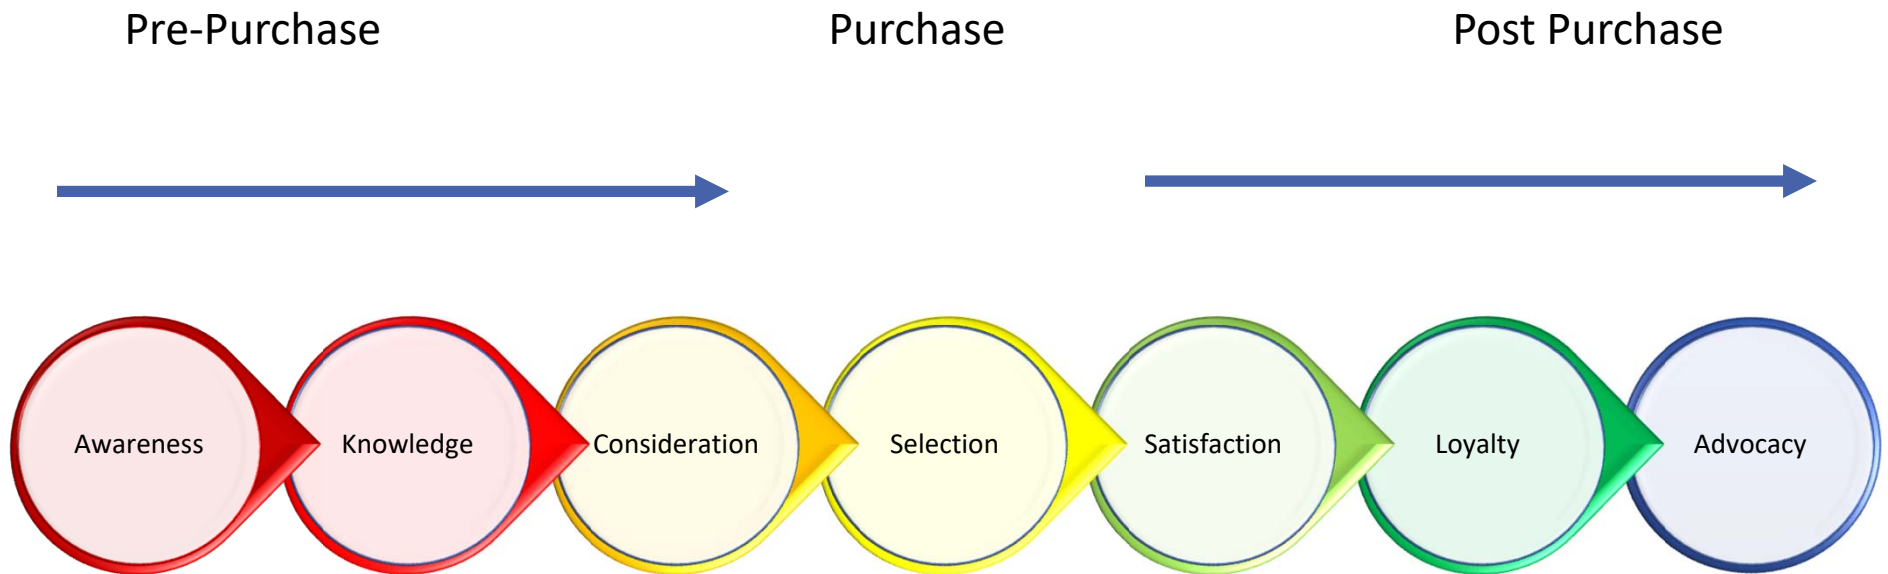 Pre-Purchase
Purchase
Post Purchase
Awareness
Knowledge
Consideration
Selection
Satisfaction
Loyalty
Advocacy